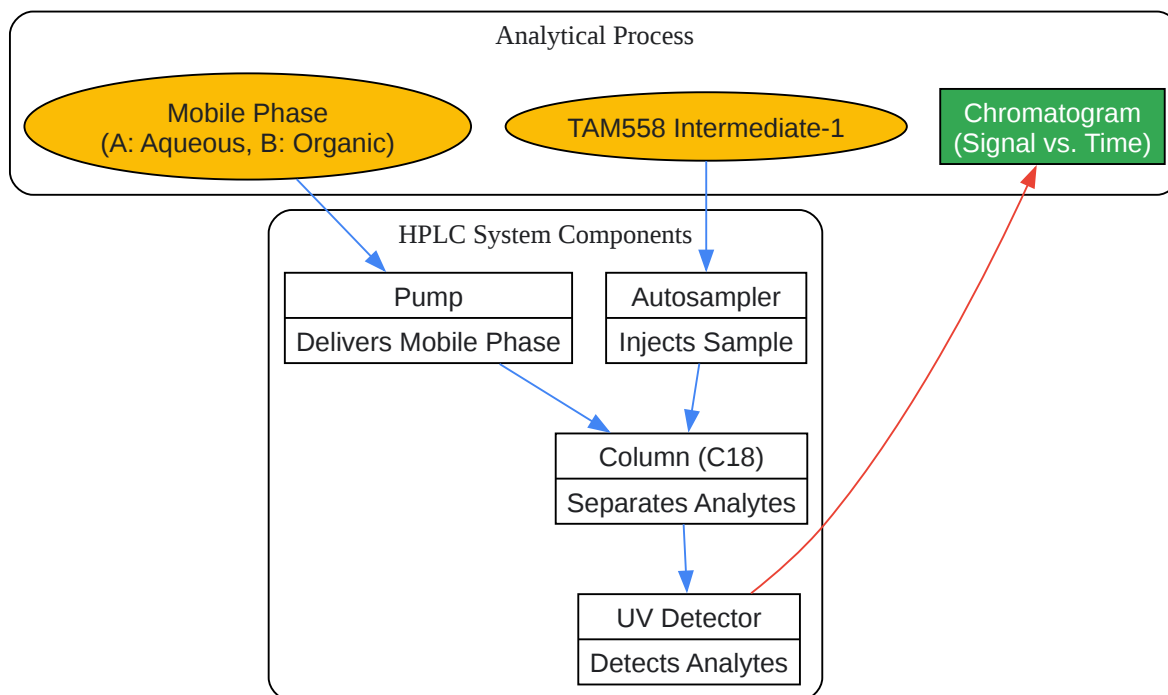 Analytical Process
Mobile Phase
(A: Aqueous, B: Organic)
TAM558 Intermediate-1
Chromatogram
(Signal vs. Time)
HPLC System Components
Pump
Delivers Mobile Phase
Autosampler
Injects Sample
Column (C18)
Separates Analytes
UV Detector
Detects Analytes